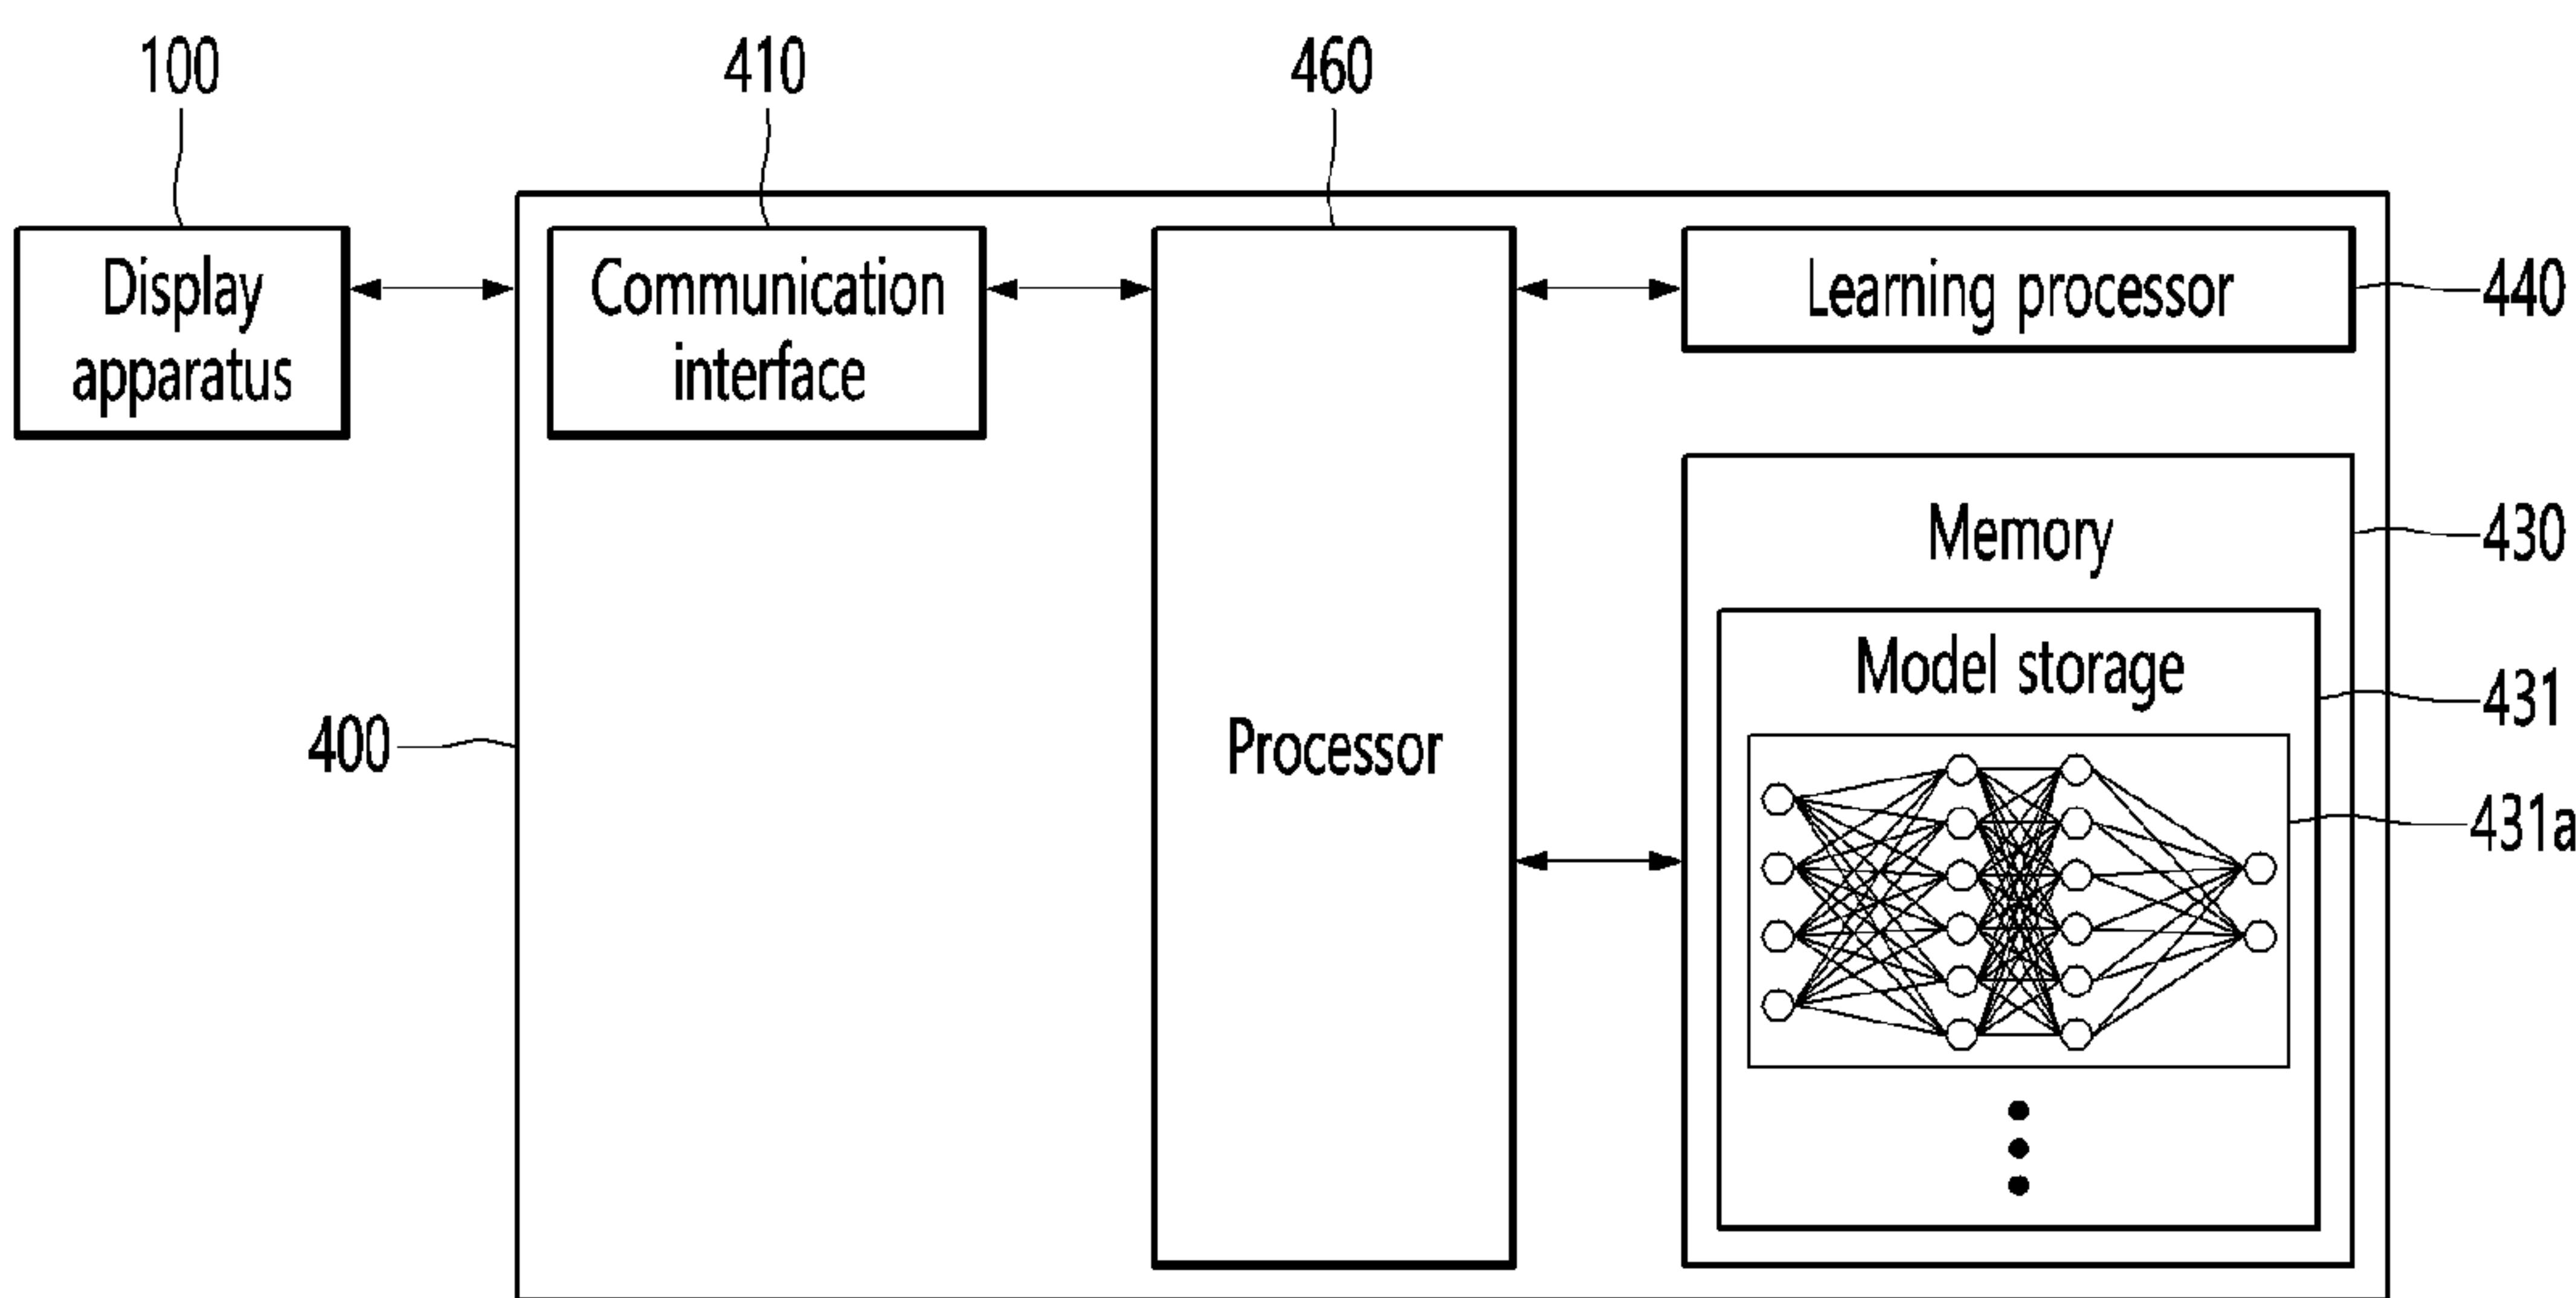 100
410
460
Display
apparatus
Communication
interface
Learning processor
440
Memory
430
Model storage
431
400
Processor
431a